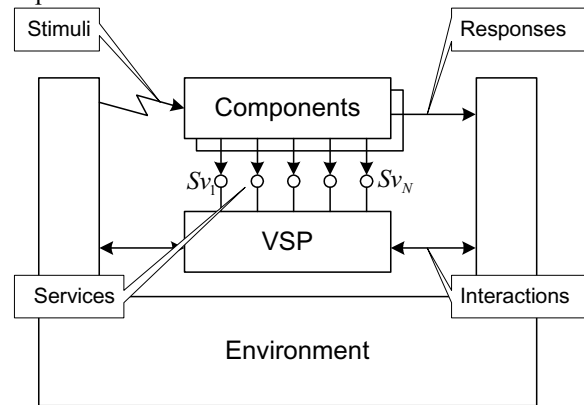 Stimuli
Responses
Components
Sv1
SvN
VSP
Services
Interactions
Environment